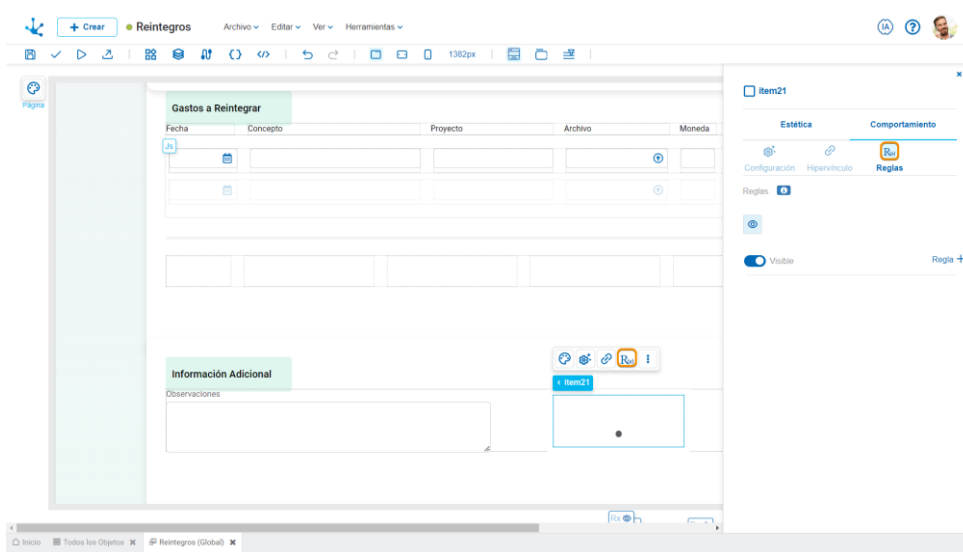 + Crear
Reintegros
Archivo
Editar
Ver
Herramientas
IA
?
1382px
Página
item21
Estética
Comportamiento
Configuración
Hipervínculo
Reglas
Reglas
Visible
Regla +
Gastos a Reintegrar
Fecha
Concepto
Proyecto
Archivo
Moneda
Js
item21
Información Adicional
Observaciones
Inicio
Todos los Objetos
Reintegros (Global)